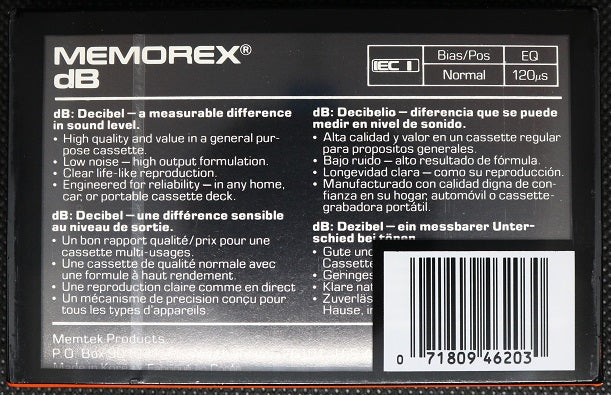 MEMOREX®
dB
IEC I
Bias/Pos
EQ
Normal
120µs
dB: Decibel – a measurable difference
in sound level.
• High quality and value in a general pur-
pose cassette.
• Low noise – high output formulation.
• Clear life-like reproduction.
• Engineered for reliability – in any home,
car, or portable cassette deck.
dB: Decibel – une différence sensible
au niveau de sortie.
• Un bon rapport qualité/prix pour une
cassette multi-usages.
• Une cassette de qualité normale avec
une formule à haut rendement.
• Une reproduction claire comme en direct
• Un mécanisme de precision conçu pour
tous les types d'appareils.
dB: Decibelio – diferencia que se puede
medir en nivel de sonido.
• Alta calidad y valor en un cassette regular
para propositos generales.
• Bajo ruido – alto resultado de fórmula.
• Longevidad clara – como su reproducción.
• Manufacturado con calidad digna de con-
fianza en su hogar, automóvil o cassette-
grabadora portátil.
dB: Dezibel – ein messbarer Unter-
schied bei tönen
• Gute und
Cassett
• Geringes
• Klare nat
• Zuverläs
Hause, i
Memtek Products
P.O. Box
0 71809 46203